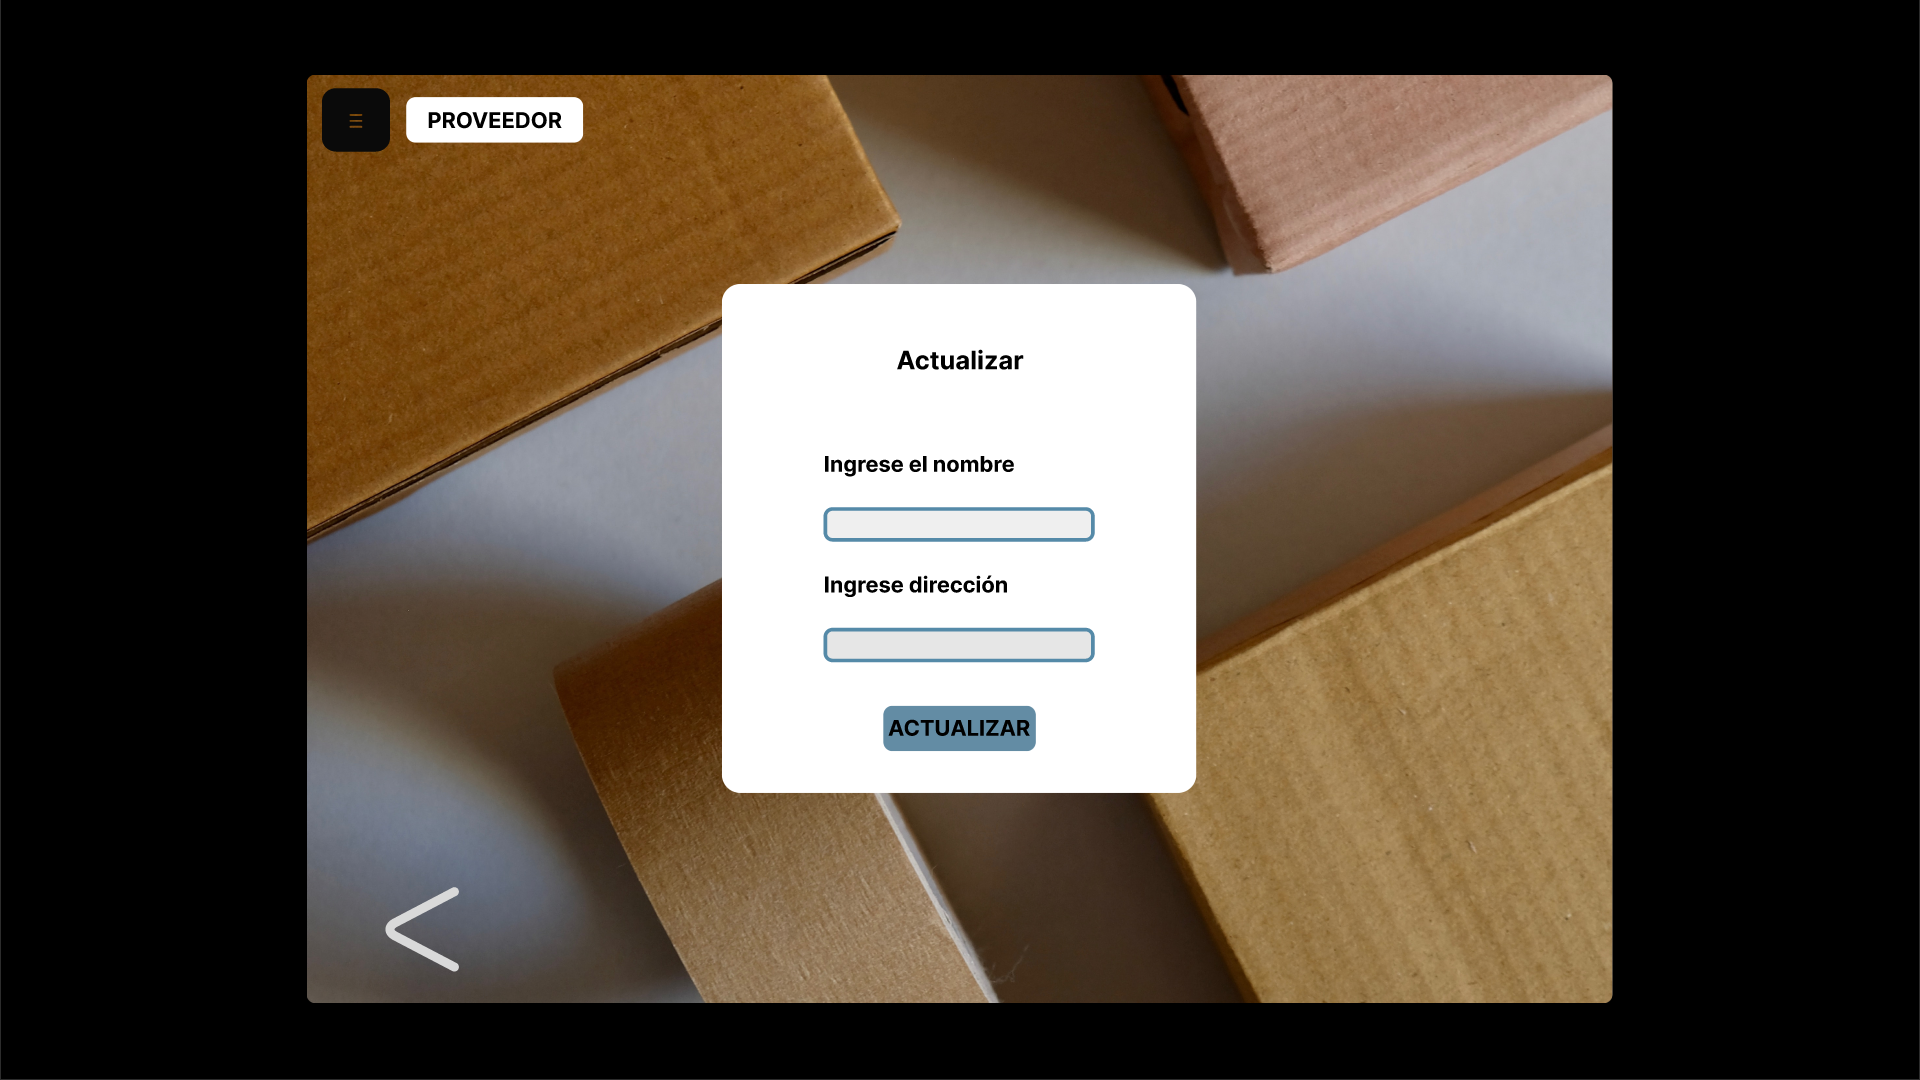 PROVEEDOR
Actualizar
Ingrese el nombre
Ingrese dirección
ACTUALIZAR